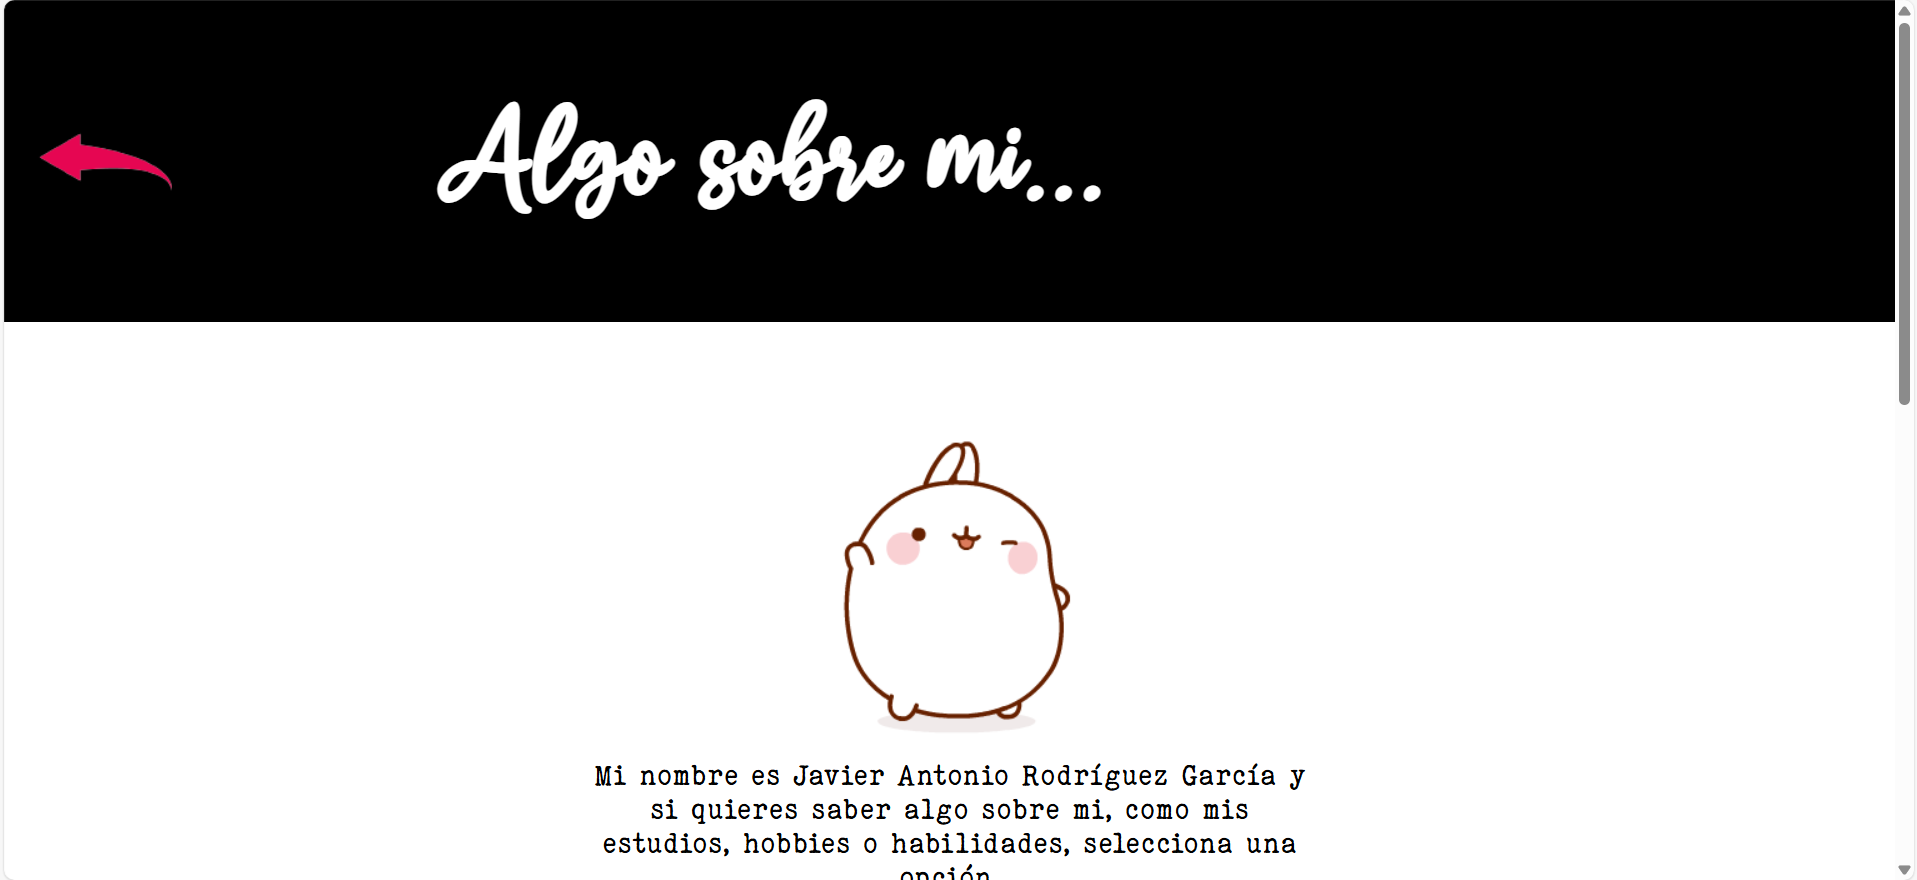 Algo sobre mi...
Mi nombre es Javier Antonio Rodríguez García y
si quieres saber algo sobre mi, como mis
estudios, hobbies o habilidades, selecciona una
opción